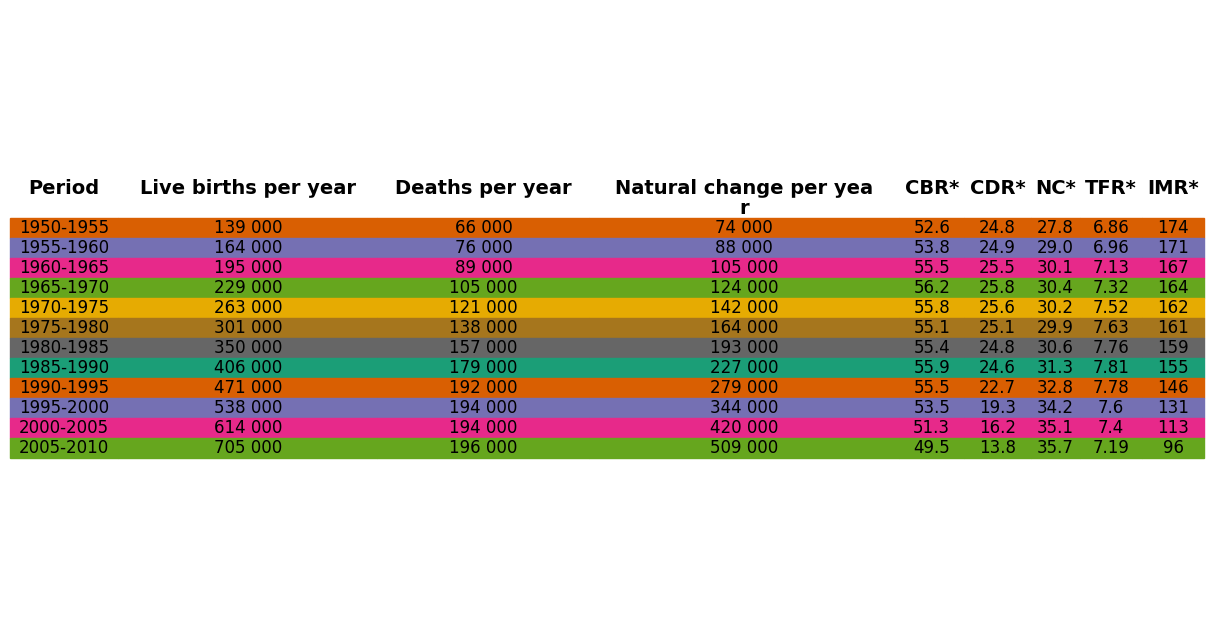 Period Live births per year Deaths per year Natural change per yea CBR* CDR* NC* TFR* IMR*
r
1950-1955 139 000 66 000 74 000 52.6 24.8 27.8 6.86 174
1955-1960 164 000 76 000 88 000 53.8 24.9 29.0 6.96 171
1960-1965 195 000 89 000 105 000 55.5 25.5 30.1 7.13 167
1965-1970 229 000 105 000 124 000 56.2 25.8 30.4 7.32 164
1970-1975 263 000 121 000 142 000 55.8 25.6 30.2 7.52 162
1975-1980 301 000 138 000 164 000 55.1 25.1 29.9 7.63 161
1980-1985 350 000 157 000 193 000 55.4 24.8 30.6 7.76 159
1985-1990 406 000 179 000 227 000 55.9 24.6 31.3 7.81 155
1990-1995 471 000 192 000 279 000 55.5 22.7 32.8 7.78 146
1995-2000 538 000 194 000 344 000 53.5 19.3 34.2 7.6 131
2000-2005 614 000 194 000 420 000 51.3 16.2 35.1 7.4 113
2005-2010 705 000 196 000 509 000 49.5 13.8 35.7 7.19 96